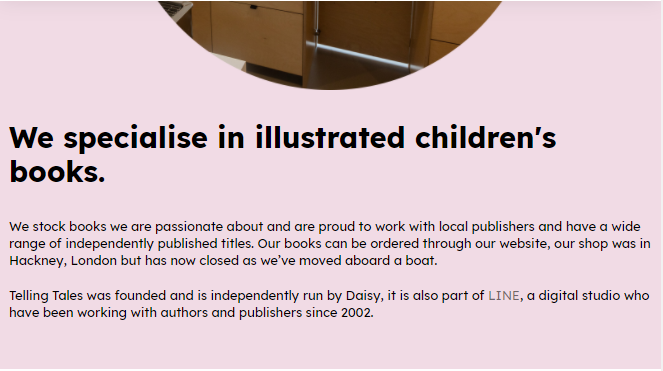 We specialise in illustrated children's
books.
We stock books we are passionate about and are proud to work with local publishers and have a wide
range of independently published titles. Our books can be ordered through our website, our shop was in
Hackney, London but has now closed as we’ve moved aboard a boat.
Telling Tales was founded and is independently run by Daisy, it is also part of LINE, a digital studio who
have been working with authors and publishers since 2002.